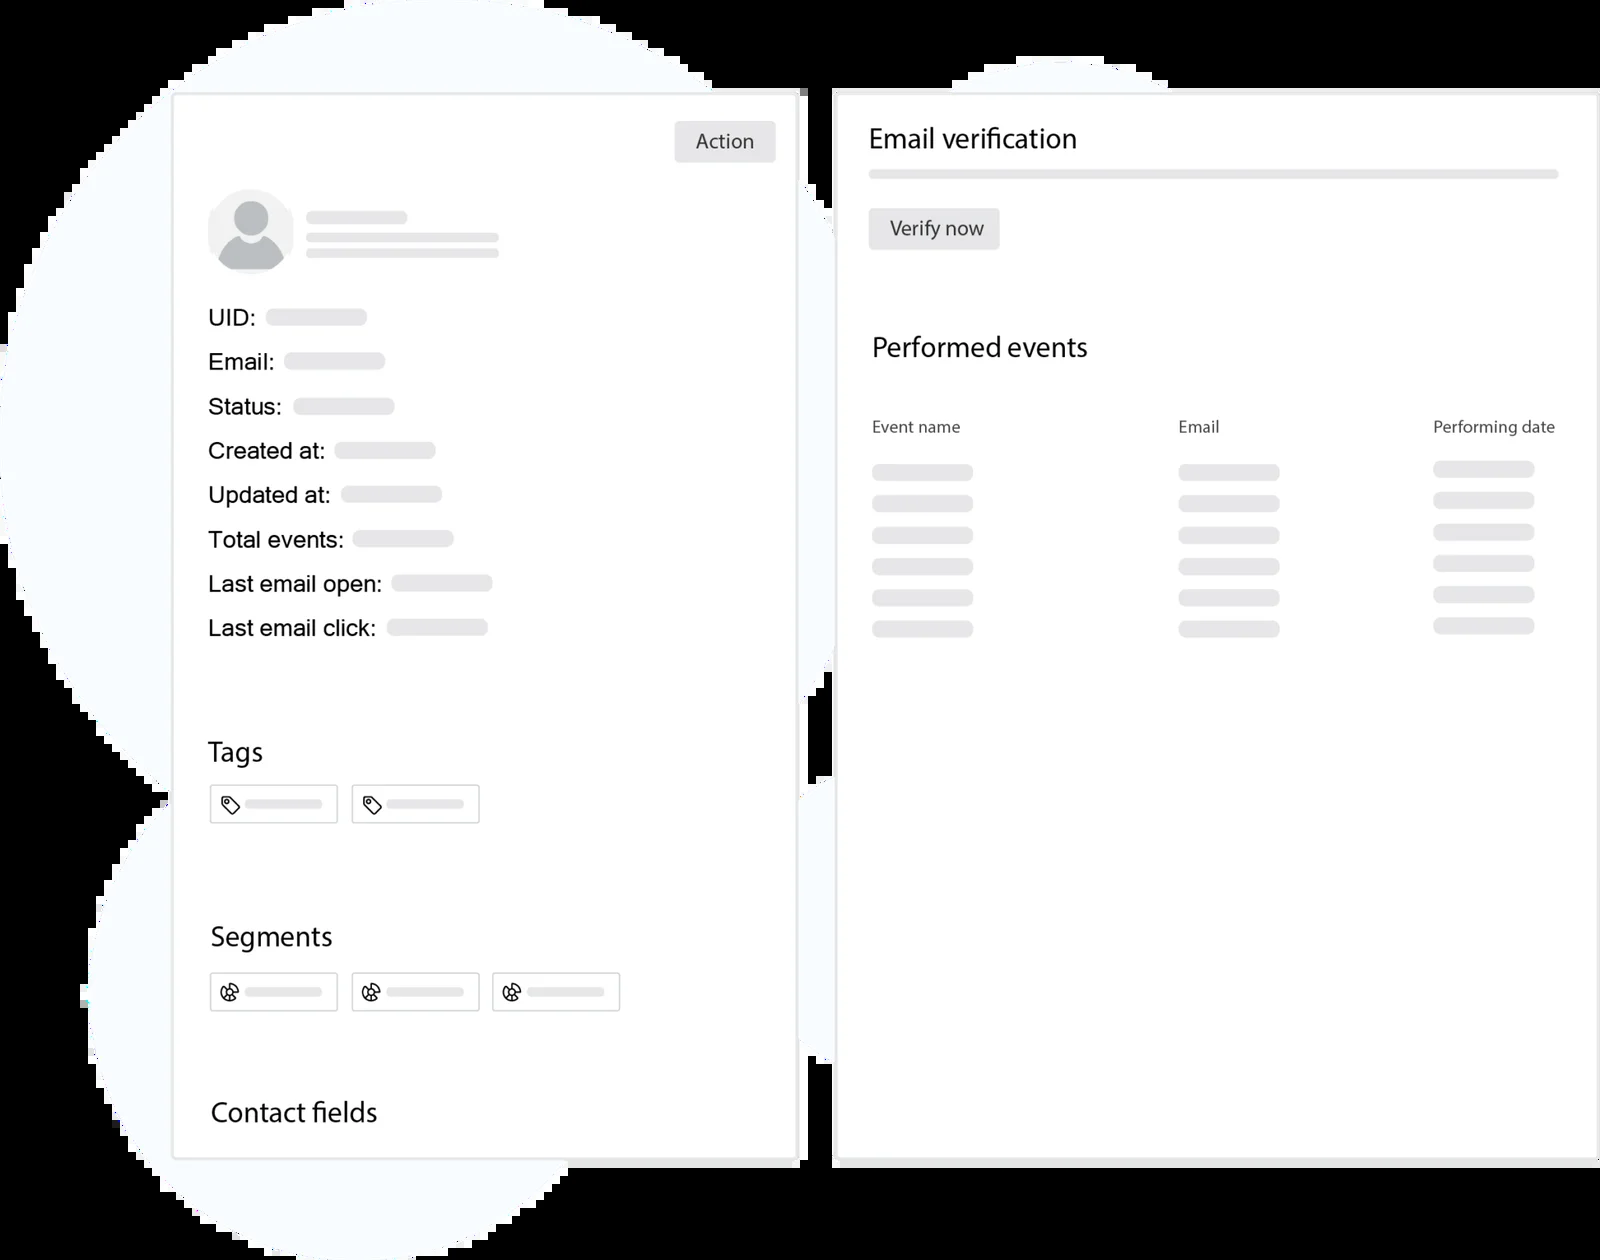 Action
UID:
Email:
Status:
Created at:
Updated at:
Total events:
Last email open:
Last email click:
Tags
Segments
Contact fields
Email verification
Verify now
Performed events
Event name Email Performing date